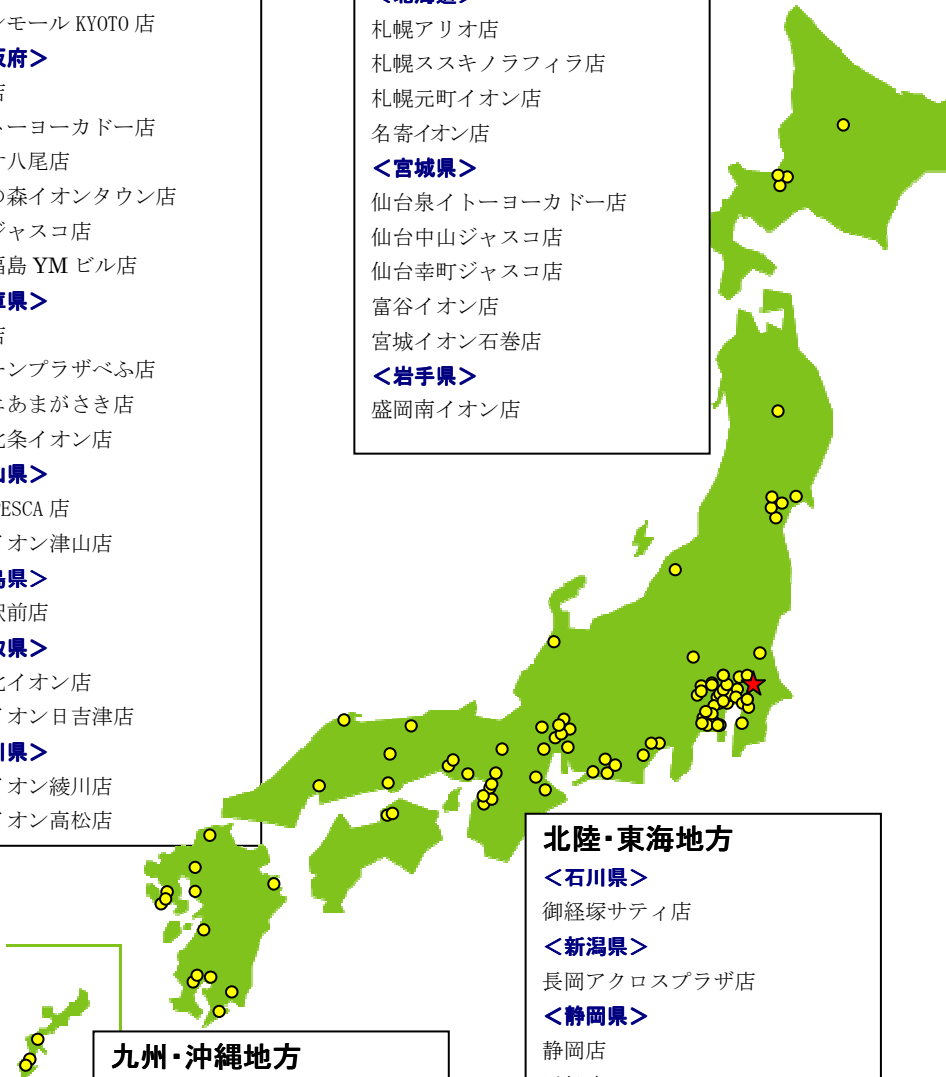 モール KYOTO 店
府＞
店
トーヨーカドー店
八尾店
の森イオンタウン店
ジャスコ店
福島 YM ビル店
県＞
店
ーンプラザべふ店
あまがさき店
北条イオン店
山県＞
ESCA 店
イオン津山店
島県＞
駅前店
県＞
イオン店
イオン日吉津店
川県＞
イオン綾川店
イオン高松店
＜北海道＞
札幌アリオ店
札幌ススキノラフィラ店
札幌元町イオン店
名寄イオン店
＜宮城県＞
仙台泉イトーヨーカドー店
仙台中山ジャスコ店
仙台幸町ジャスコ店
富谷イオン店
宮城イオン石巻店
＜岩手県＞
盛岡南イオン店
北陸・東海地方
＜石川県＞
御経塚サティ店
＜新潟県＞
長岡アクロスプラザ店
＜静岡県＞
静岡店
九州・沖縄地方